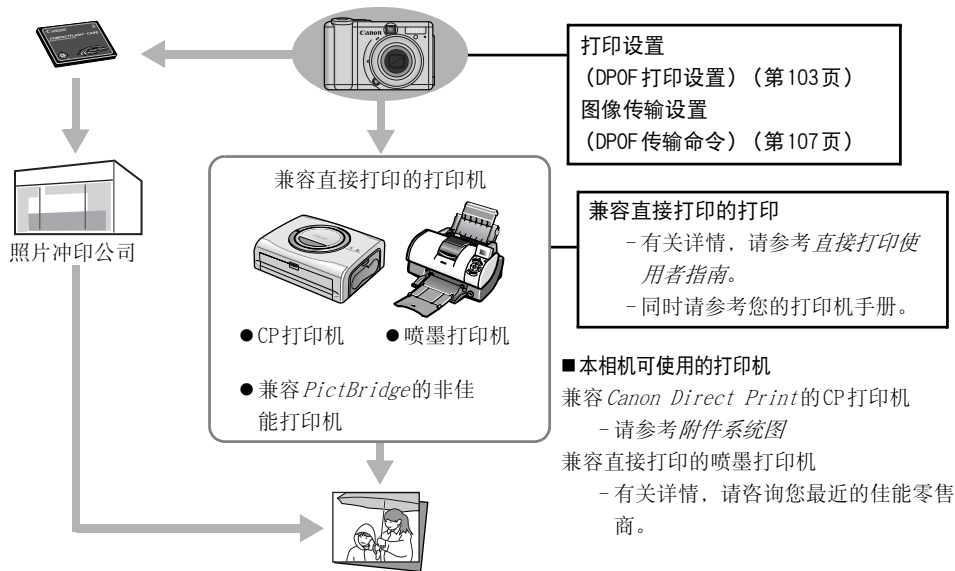 Canon
COMPACTFLASH CARD
Canon
打印设置
(DPOF打印设置)(第103页)
图像传输设置
(DPOF传输命令)(第107页)
照片冲印公司
兼容直接打印的打印机
●CP打印机 ●喷墨打印机
●兼容PictBridge的非佳
能打印机
兼容直接打印的打印
-有关详情，请参考直接打印使
用者指南。
-同时请参考您的打印机手册。
■本相机可使用的打印机
兼容Canon Direct Print的CP打印机
-请参考附件系统图
兼容直接打印的喷墨打印机
-有关详情，请咨询您最近的佳能零售
商。